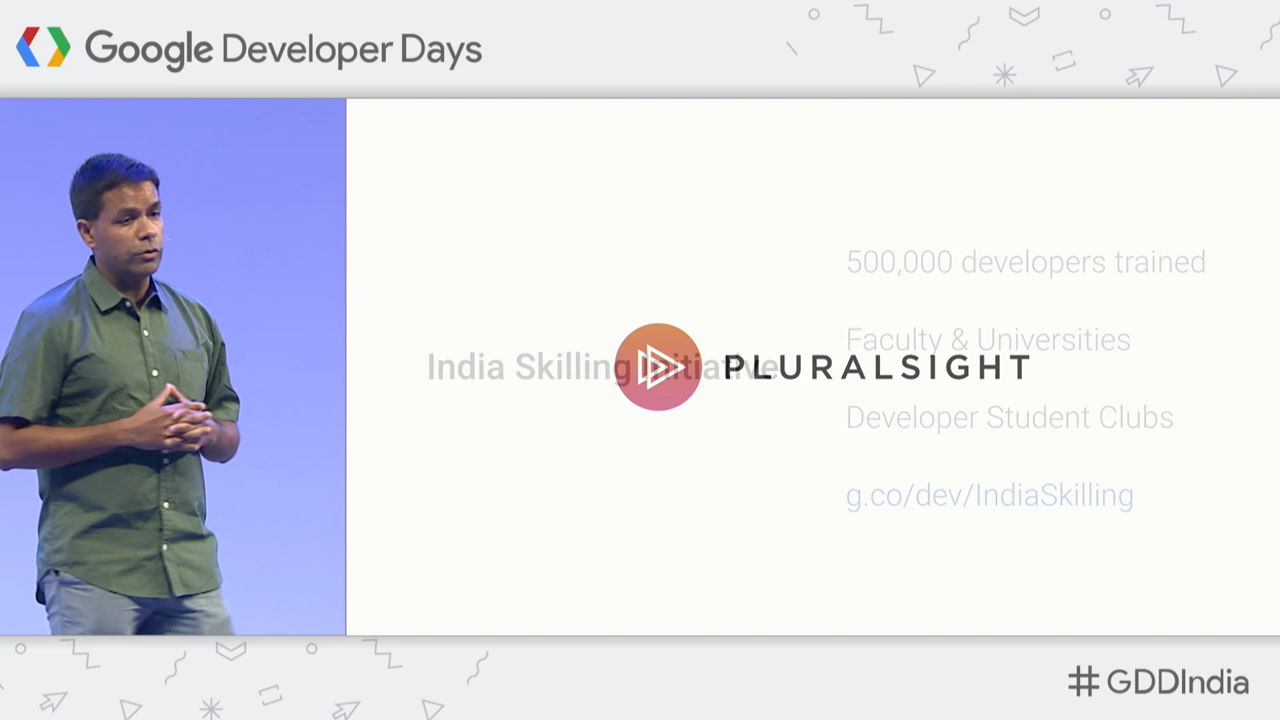 Google Developer Days
500,000 developers trained
Faculty & Universities
India Skilling Initiative
PLURALSIGHT
Developer Student Clubs
g.co/dev/IndiaSkilling
#GDDIndia